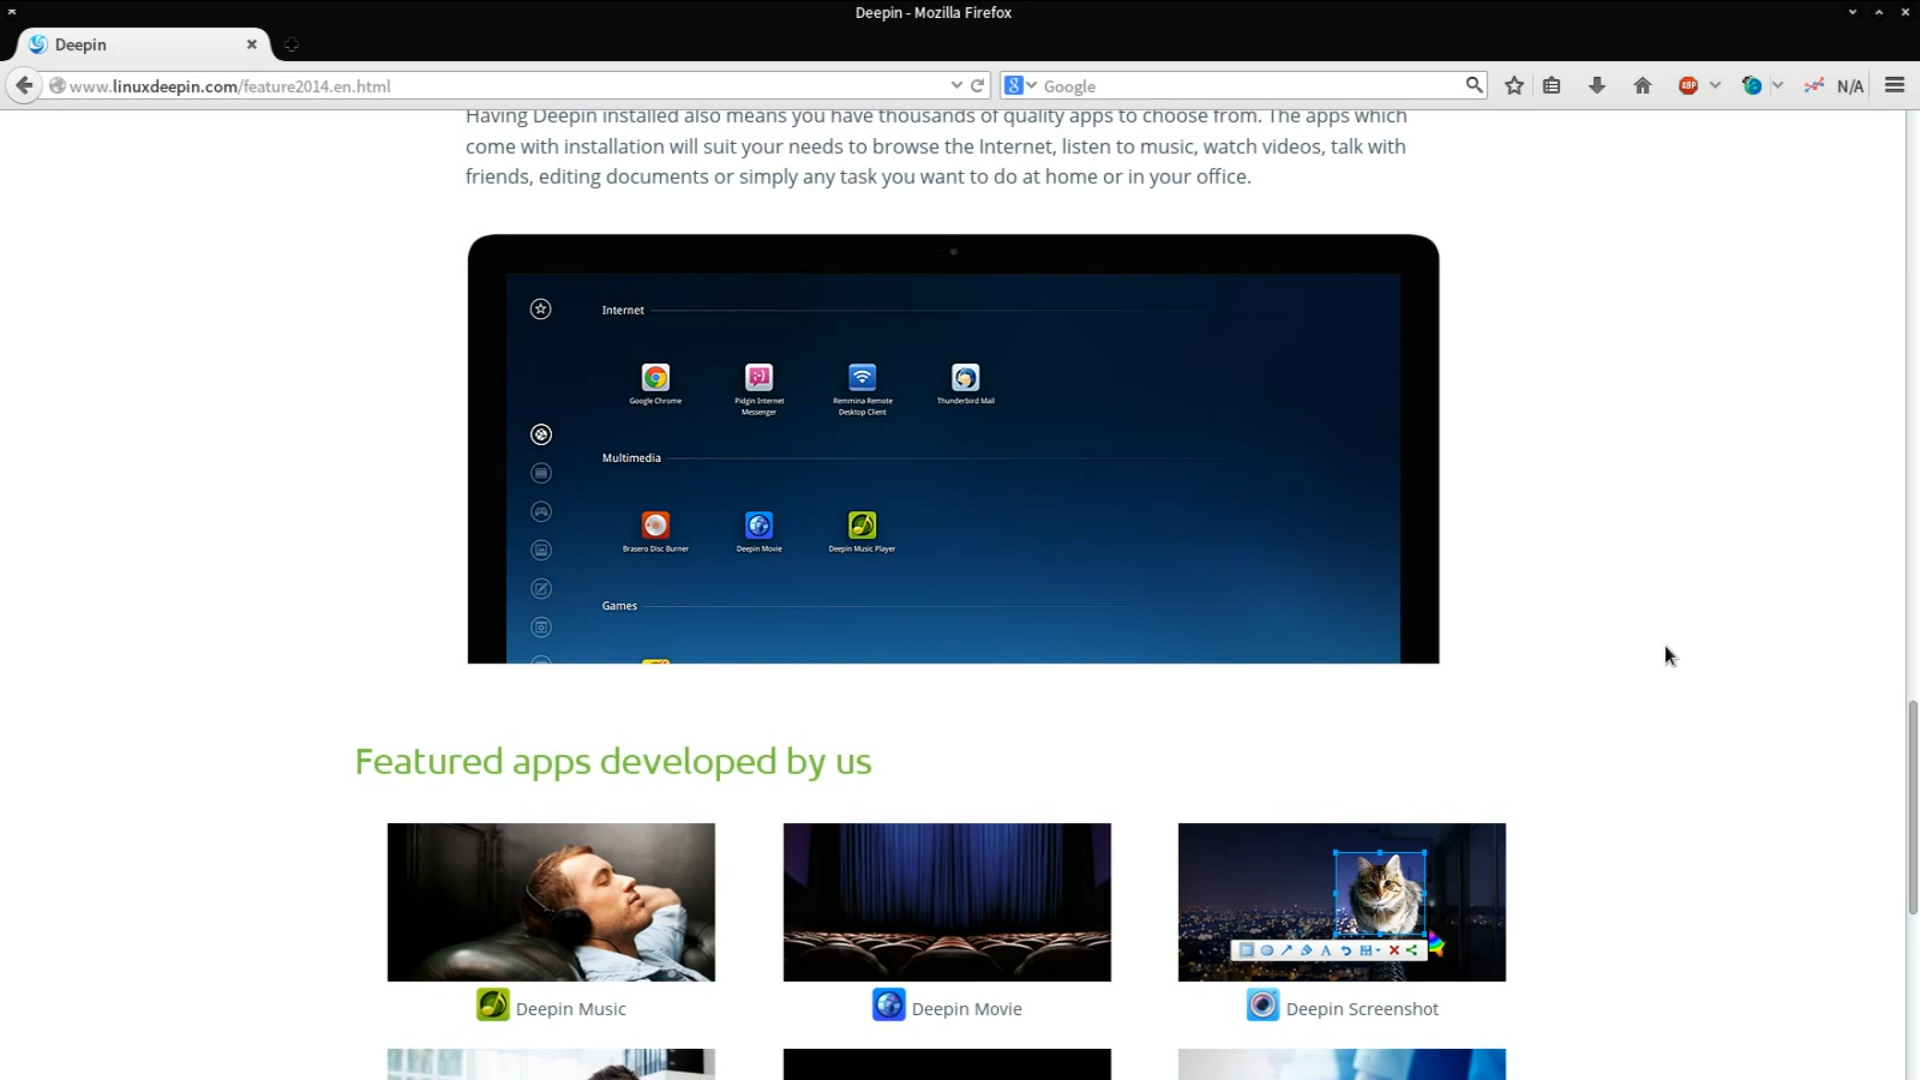 Deepin - Mozilla Firefox
Deepin
www.linuxdeepin.com/feature2014.en.html
8
Google
ABP
N/A
Having Deepin installed also means you have thousands of quality apps to choose from. The apps which
come with installation will suit your needs to browse the Internet, listen to music, watch videos, talk with
friends, editing documents or simply any task you want to do at home or in your office.
Internet
Google Chrome
Pidgin Internet
Messenger
Remmina Remote
Desktop Client
Thunderbird Mail
Multimedia
Brasero Disc Burner
Deepin Movie
Deepin Music Player
Games
Featured apps developed by us
A
Deepin Music
Deepin Movie
Deepin Screenshot